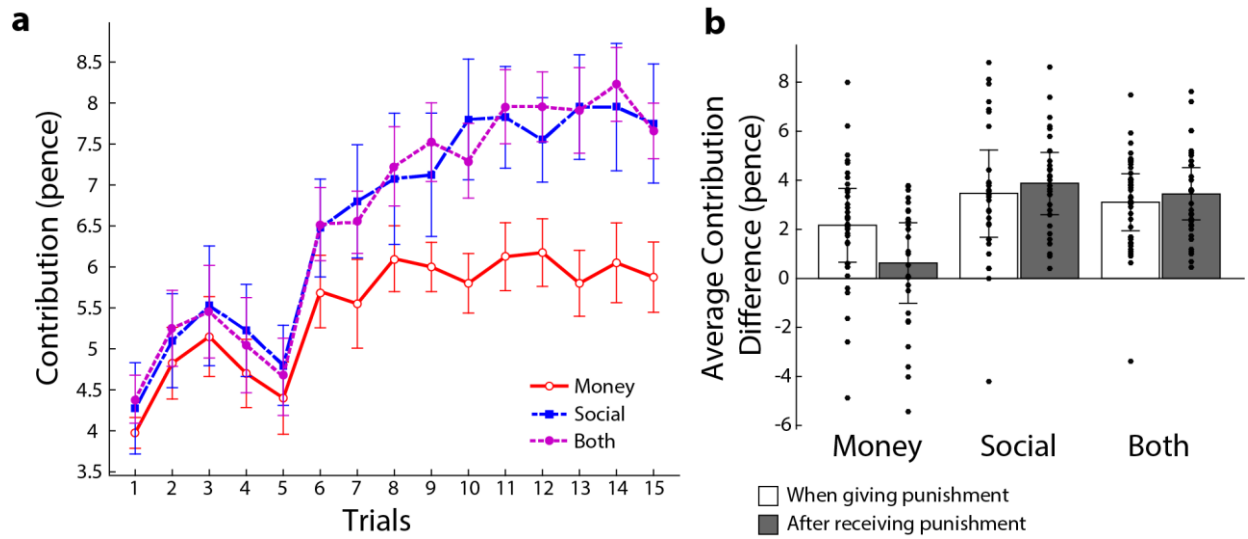 a
Contribution (pence)
8.5
8
7.5
7
6.5
6
5.5
5
4.5
4
3.5
1 2 3 4 5 6 7 8 9 10 11 12 13 14 15
Trials
Money
Social
Both
b
Average Contribution
Difference (pence)
8
6
4
2
0
-2
-4
-6
Money Social Both
When giving punishment
After receiving punishment